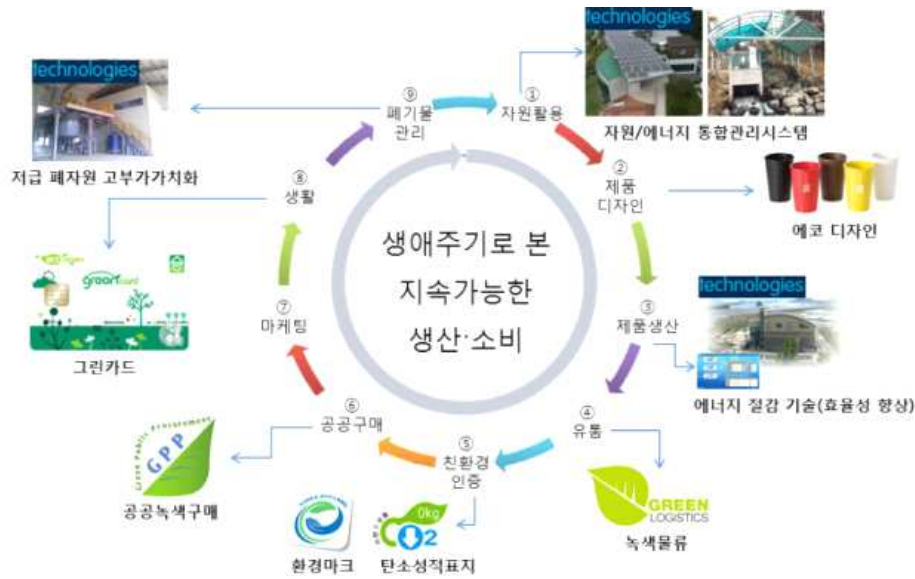 technologies
technologies
자원/에너지 통합관리시스템
①
자원활용
②
제품
디자인
에코 디자인
③
제품생산
technologies
에너지 절감 기술(효율성 향상)
④
유통
GREEN
LOGISTICS
녹색물류
⑤
친환경
인증
환경마크
0kg
CO2
탄소성적표지
⑥
공공구매
Green Public Procurement
GPP
공공녹색구매
⑦
마케팅
⑧
생활
greencard
그린카드
⑨
폐기물
관리
저급 폐자원 고부가가치화
생애주기로 본
지속가능한
생산·소비